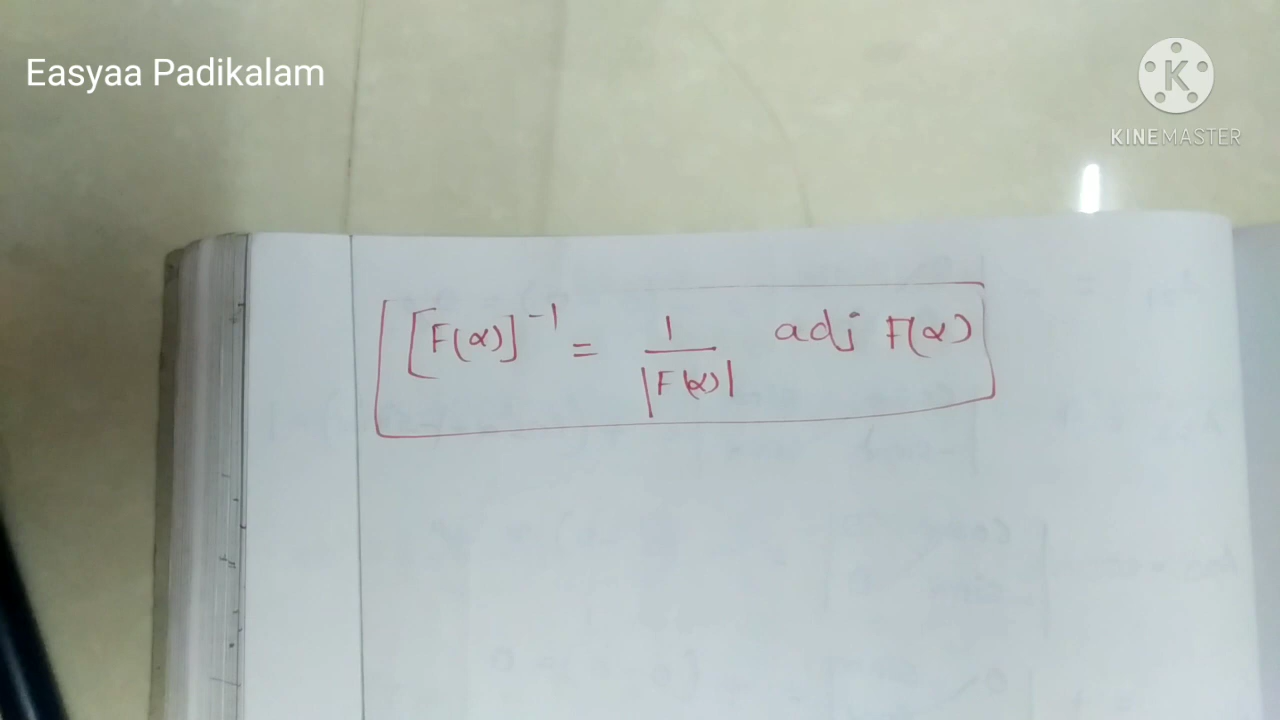 Easyaa Padikalam
KINEMASTER
[F(α)]⁻¹ = 1/|F(α)| adj F(α)